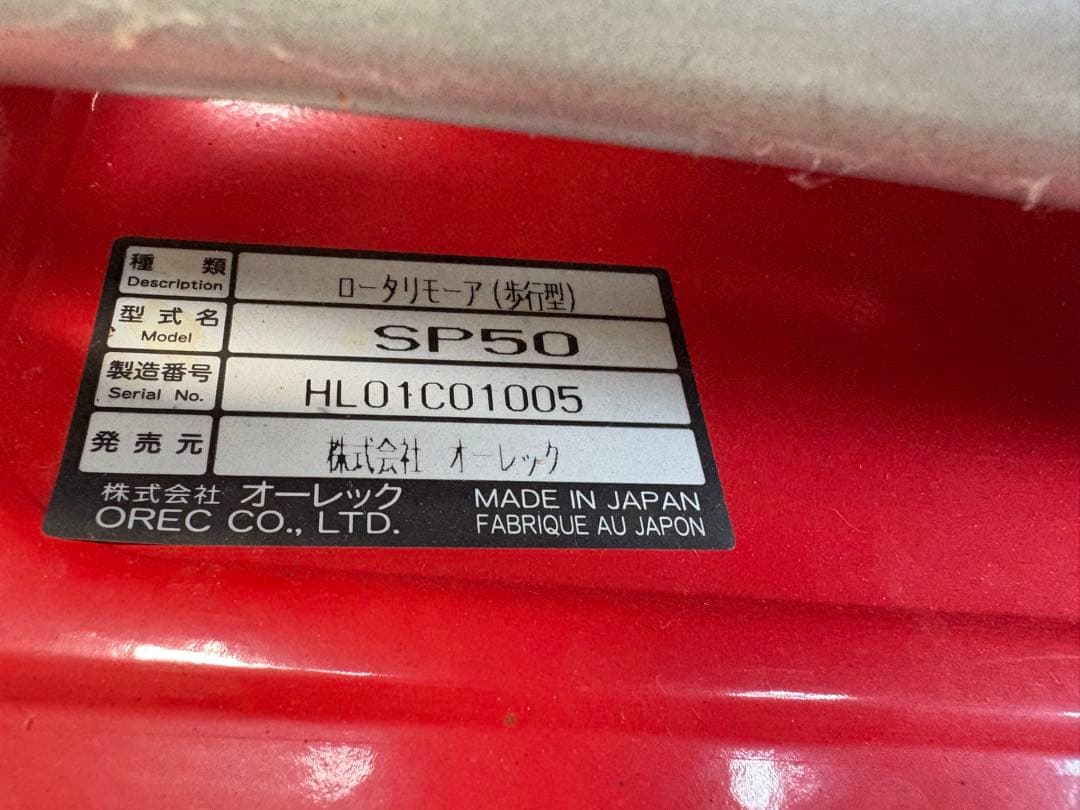 種類 ロータリモーア(歩行型)
Description
型式名 SP50
Model
製造番号 HL01C01005
Serial No.
発売元 株式会社 オーレック
株式会社 オーレック MADE IN JAPAN
OREC CO., LTD. FABRIQUE AU JAPON